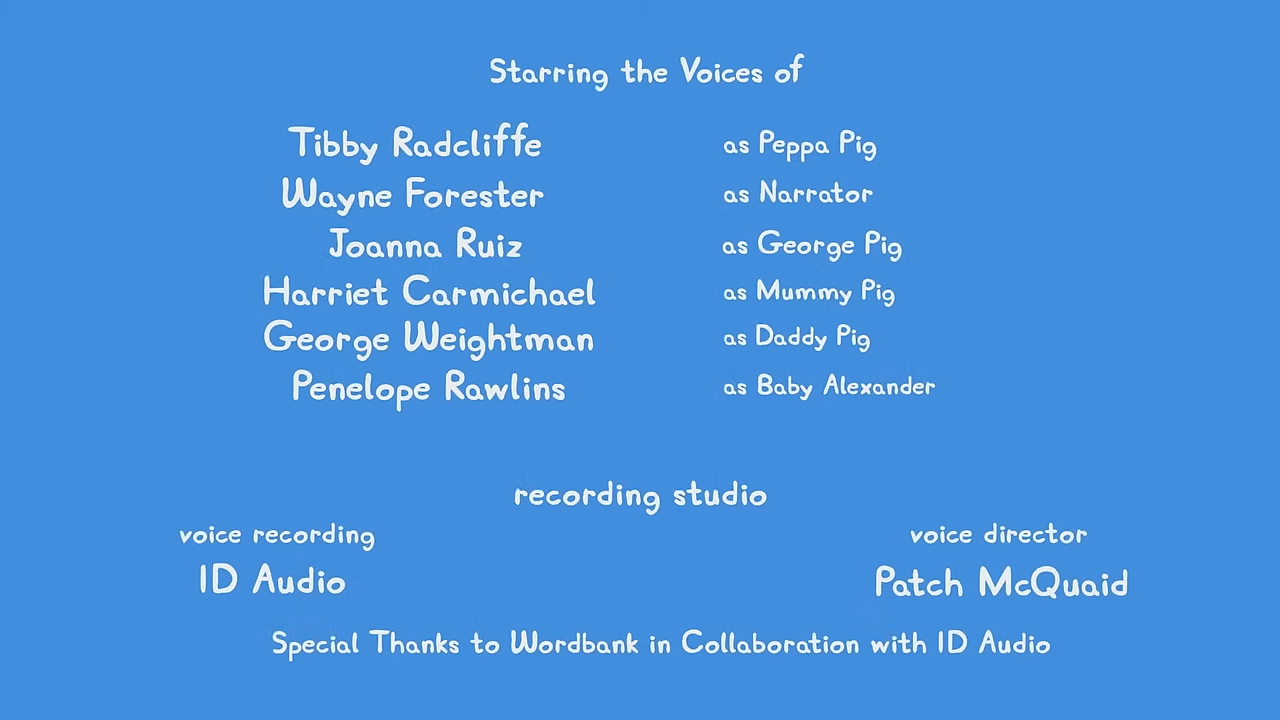 Starring the Voices of
Tibby Radcliffe as Peppa Pig
Wayne Forester as Narrator
Joanna Ruiz as George Pig
Harriet Carmichael as Mummy Pig
George Weightman as Daddy Pig
Penelope Rawlins as Baby Alexander
recording studio
voice recording voice director
ID Audio Patch McQuaid
Special Thanks to Wordbank in Collaboration with ID Audio